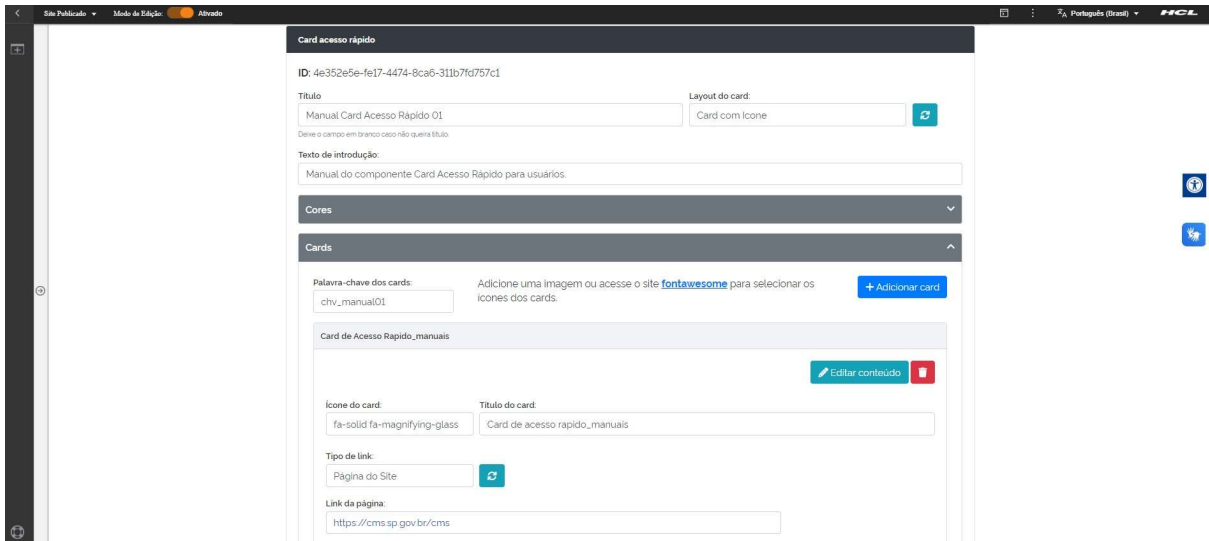 Site Publicado Modo de Edição: Ativado Português (Brasil) HCL
Card acesso rápido
ID: 4e352e5e-fe17-4474-8ca6-311b7fd757c1
Título Layout do card:
Manual Card Acesso Rápido 01 Card com Icone
Deixe o campo em branco caso não queira título.
Texto de introdução:
Manual do componente Card Acesso Rápido para usuários.
Cores
Cards
Palavra-chave dos cards: Adicione uma imagem ou acesse o site fontawesome para selecionar os + Adicionar card
chv_manual01 ícones dos cards.
Card de Acesso Rapido_manuais
Editar conteúdo
Ícone do card: Título do card:
fa-solid fa-magnifying-glass Card de acesso rapido_manuais
Tipo de link:
Página do Site
Link da página:
https://cms.sp.gov.br/cms